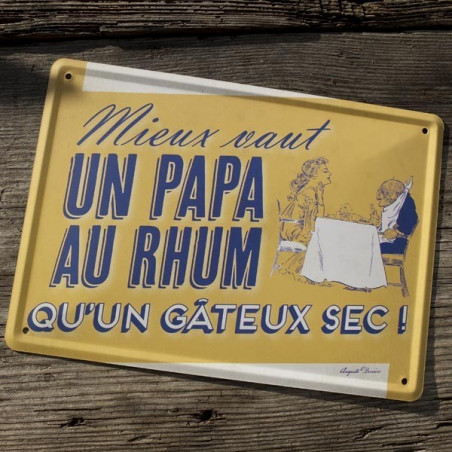 Mieux vaut
UN PAPA
AU RHUM
QU'UN GÂTEUX SEC !